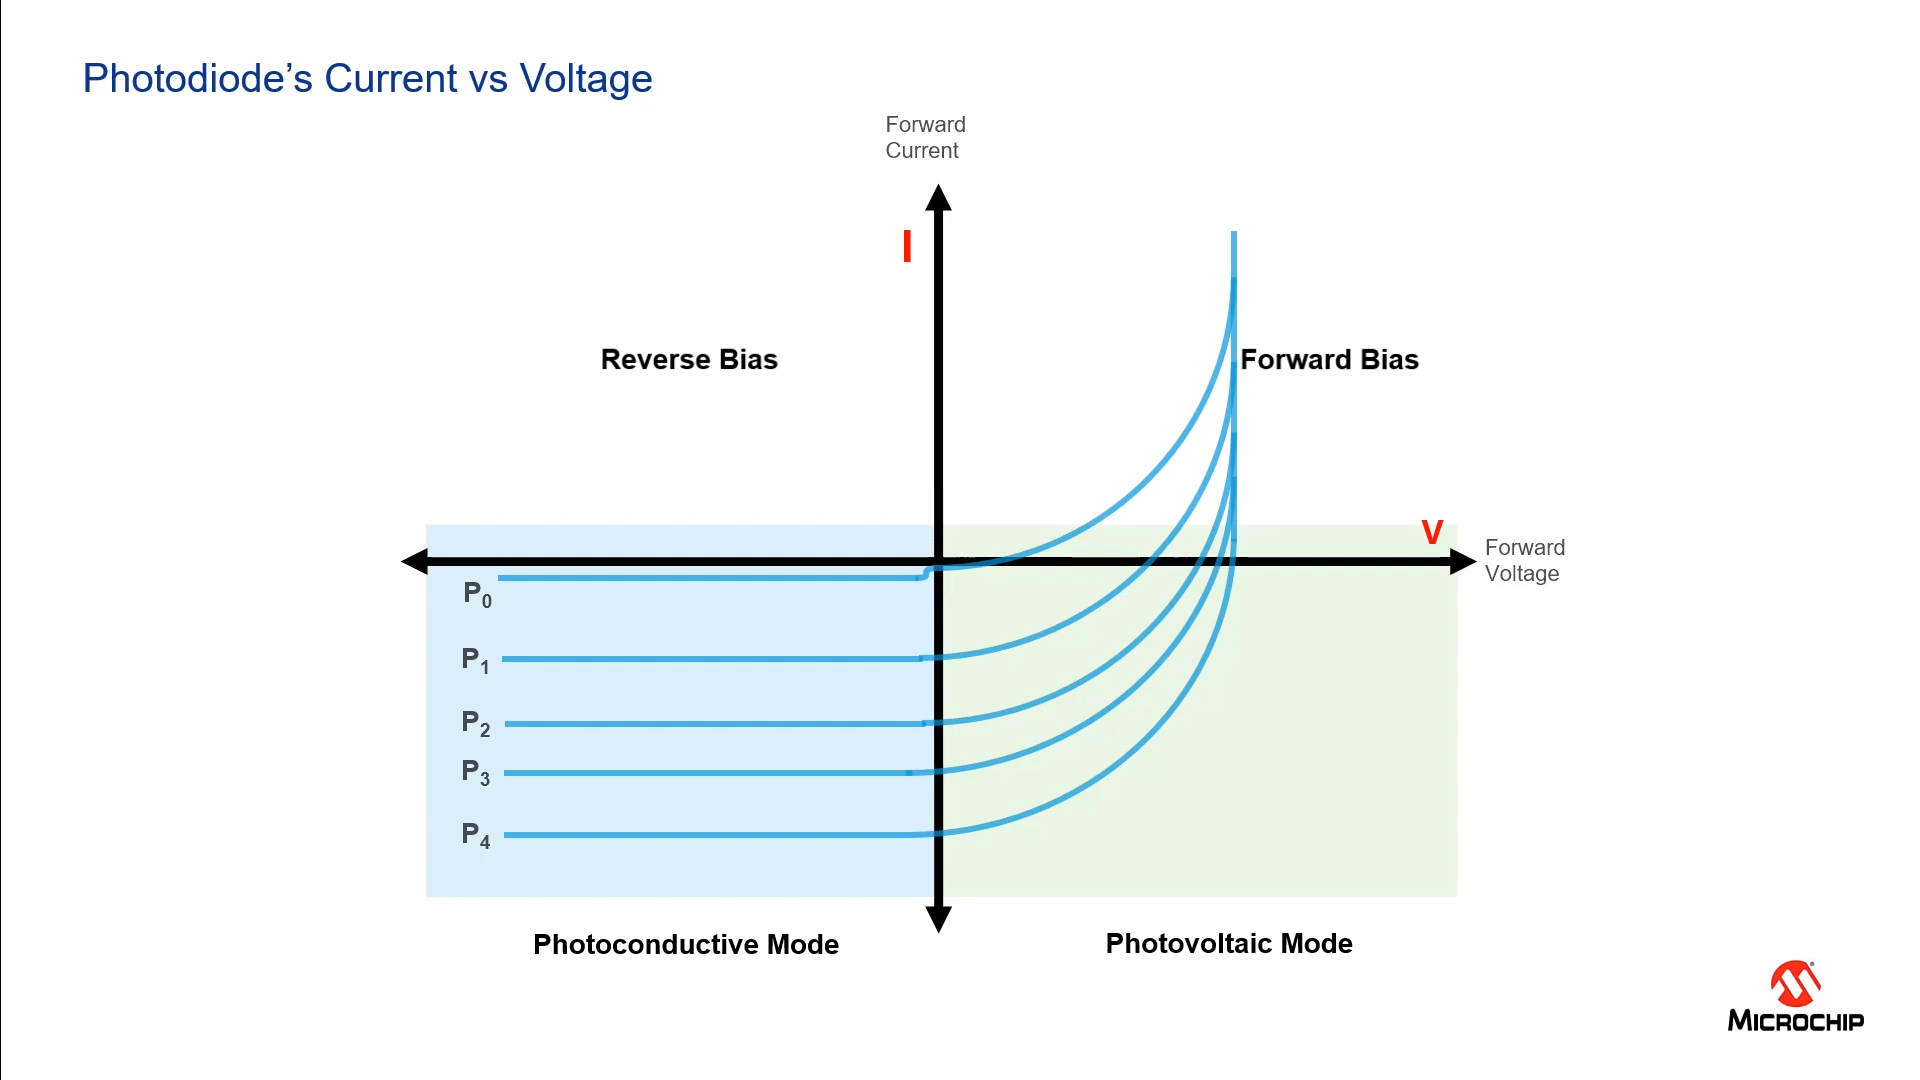 Photodiode’s Current vs Voltage
Forward
Current
I
Reverse Bias
Forward Bias
V
Forward
Voltage
P0
P1
P2
P3
P4
Photoconductive Mode
Photovoltaic Mode
MICROCHIP